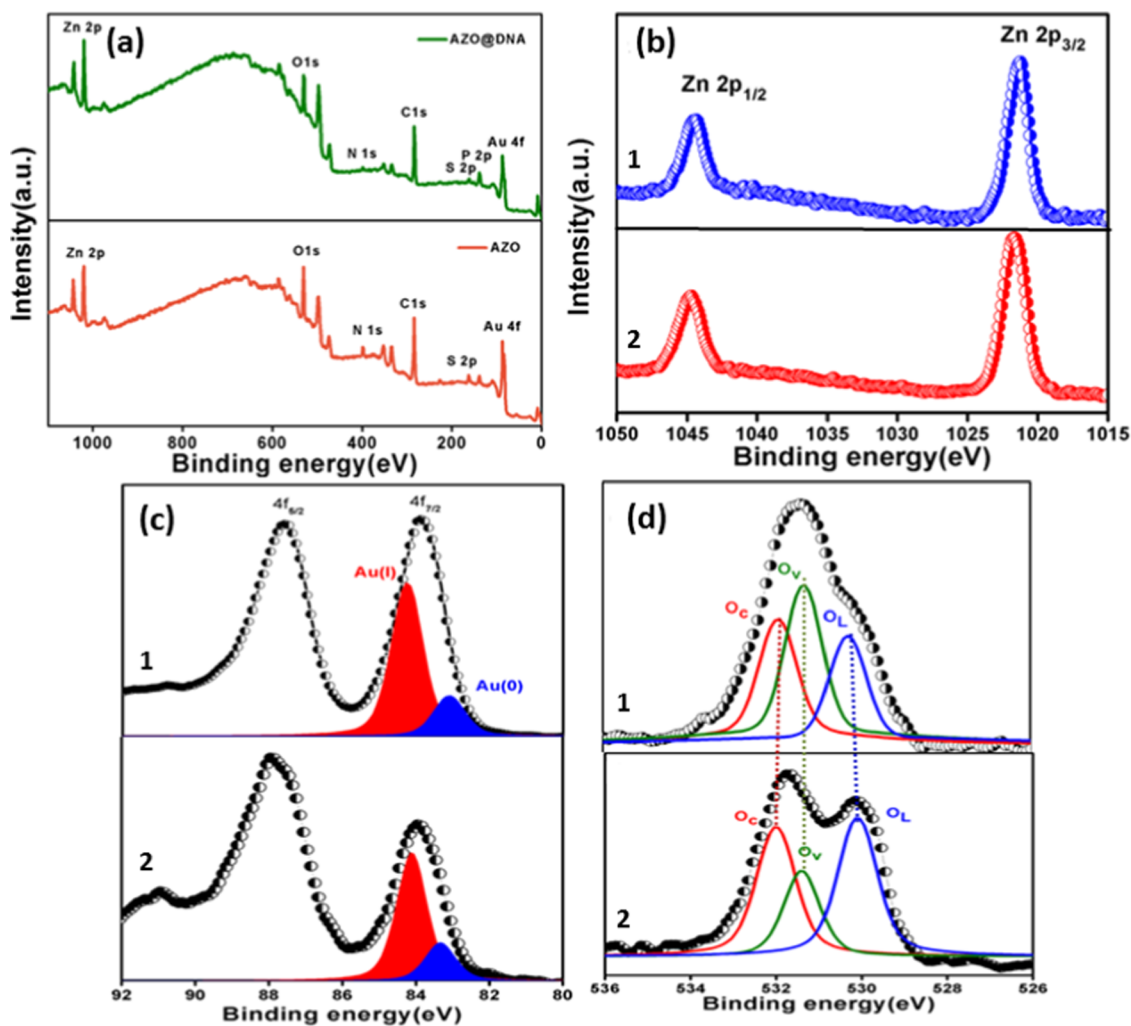 (a)
AZO@DNA
Zn 2p
O1s
C1s
N 1s
P 2p
S 2p
Au 4f
AZO
Zn 2p
O1s
C1s
N 1s
S 2p
Au 4f
Intensity(a.u.)
1000 800 600 400 200 0
Binding energy(eV)
(b)
Zn 2p3/2
Zn 2p1/2
1
2
Intensity(a.u.)
Intensity(a.u.)
1050 1045 1040 1035 1030 1025 1020 1015
Binding energy(eV)
(c)
4f5/2
4f7/2
Au(I)
Au(0)
1
2
92 90 88 86 84 82 80
Binding energy(eV)
(d)
Oc
Ov
OL
1
Oc
Ov
OL
2
536 534 532 530 528 526
Binding energy(eV)